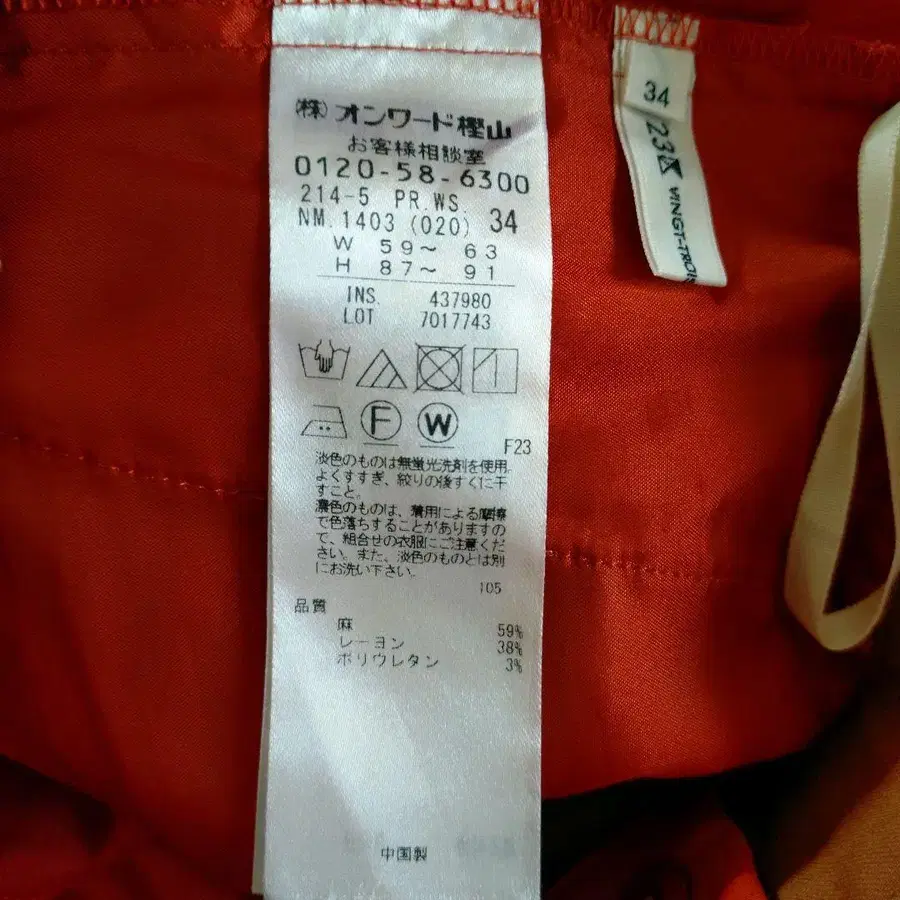 (株)オンワード樫山
お客様相談室
0120-58-6300
214-5 PR.WS.
NM.1403 (020) 34
W 59～ 63
H 87～ 91
INS. 437980
LOT 7017743
F W
F23
淡色のものは無蛍光洗剤を使用、
よくすすぎ、絞りの後すぐに干
すこと。
濃色のものは、着用による摩擦
で色落ちすることがありますの
で、組合せの衣服にご注意くだ
さい。また、淡色のものとは別
にお洗い下さい。
105
品質
麻 59%
レーヨン 38%
ポリウレタン 3%
中国製
34
23K VINGT-TROIS